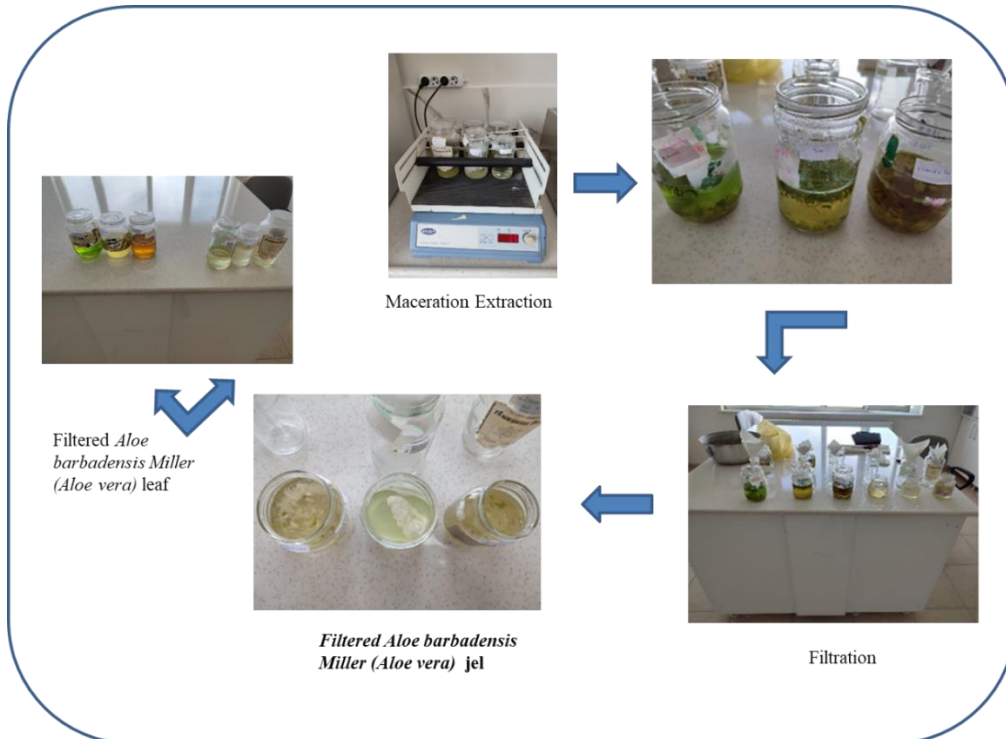 Maceration Extraction
Filtered Aloe
barbadensis Miller
(Aloe vera) leaf
Filtered Aloe barbadensis
Miller (Aloe vera) jel
Filtration